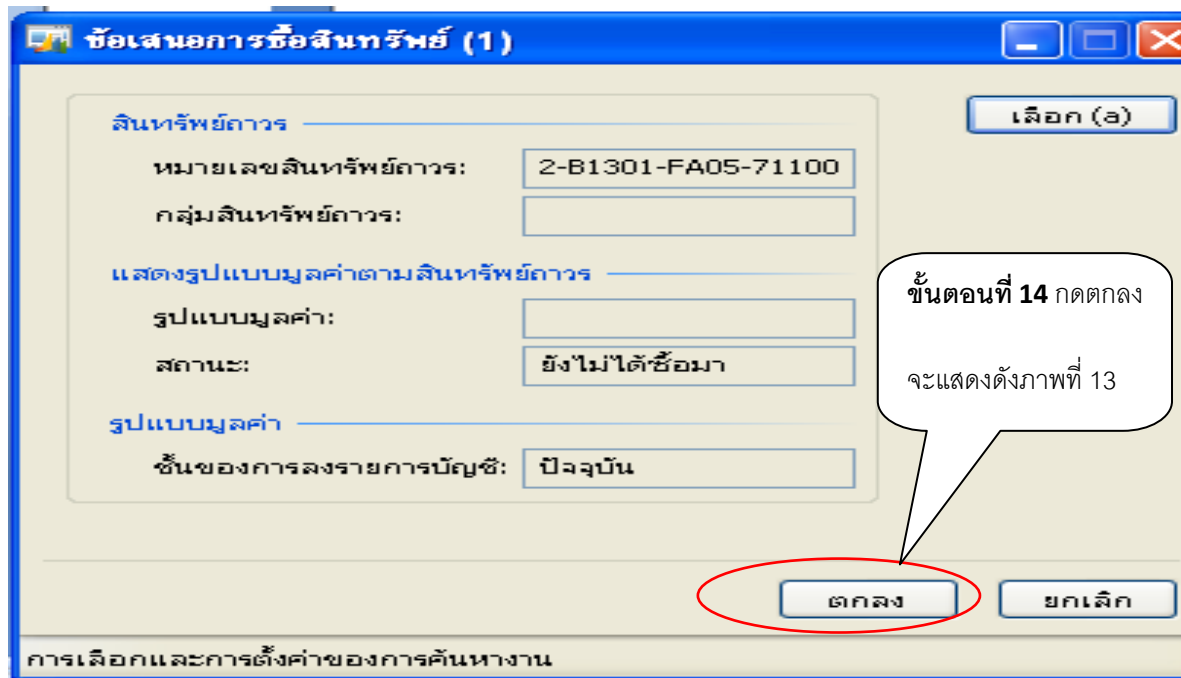 ข้อเสนอการซื้อสินทรัพย์ (1)
เลือก (a)
สินทรัพย์ถาวร
หมายเลขสินทรัพย์ถาวร: 2-B1301-FA05-71100
กลุ่มสินทรัพย์ถาวร:
แสดงรูปแบบมูลค่าตามสินทรัพย์ถาวร
รูปแบบมูลค่า:
สถานะ: ยังไม่ได้ซื้อมา
รูปแบบมูลค่า
ชั้นของการลงรายการบัญชี: ปัจจุบัน
ขั้นตอนที่ 14 กดตกลง
จะแสดงดังภาพที่ 13
ตกลง ยกเลิก
การเลือกและการตั้งค่าของการค้นหางาน